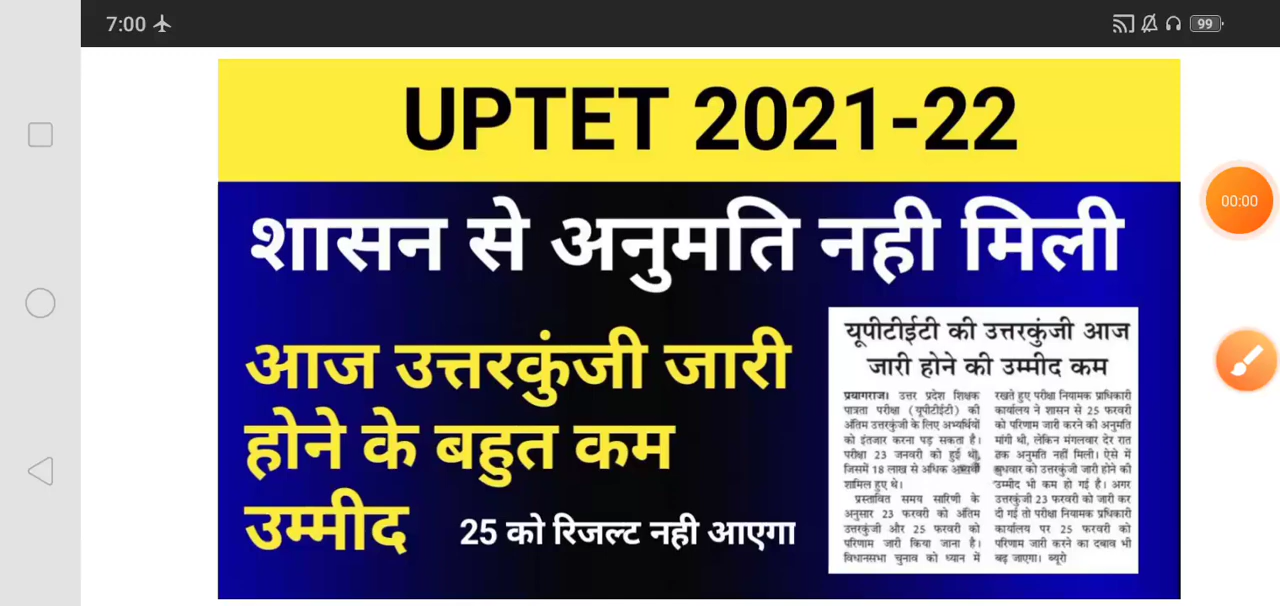 7:00
99
UPTET 2021-22
शासन से अनुमति नही मिली
आज उत्तरकुंजी जारी
होने के बहुत कम
उम्मीद
25 को रिजल्ट नही आएगा
यूपीटीईटी की उत्तरकुंजी आज
जारी होने की उम्मीद कम
प्रयागराज। उत्तर प्रदेश शिक्षक
पात्रता परीक्षा (यूपीटीईटी) की
अंतिम उत्तरकुंजी के लिए अभ्यर्थियों
को इंतजार करना पड़ सकता है।
परीक्षा 23 जनवरी को हुई थी,
जिसमें 18 लाख से अधिक अभ्यर्थी
शामिल हुए थे।
प्रस्तावित समय सारिणी के
अनुसार 23 फरवरी को अंतिम
उत्तरकुंजी और 25 फरवरी को
परिणाम जारी किया जाना है।
विधानसभा चुनाव को ध्यान में
रखते हुए परीक्षा नियामक प्राधिकारी
कार्यालय ने शासन से 25 फरवरी
को परिणाम जारी करने की अनुमति
मांगी थी, लेकिन मंगलवार देर रात
तक अनुमति नहीं मिली। ऐसे में
बुधवार को उत्तरकुंजी जारी होने की
उम्मीद भी कम हो गई है। अगर
उत्तरकुंजी 23 फरवरी को जारी कर
दी गई तो परीक्षा नियामक प्रधिकारी
कार्यालय पर 25 फरवरी को
परिणाम जारी करने का दबाव भी
बढ़ जाएगा। ब्यूरो
00:00